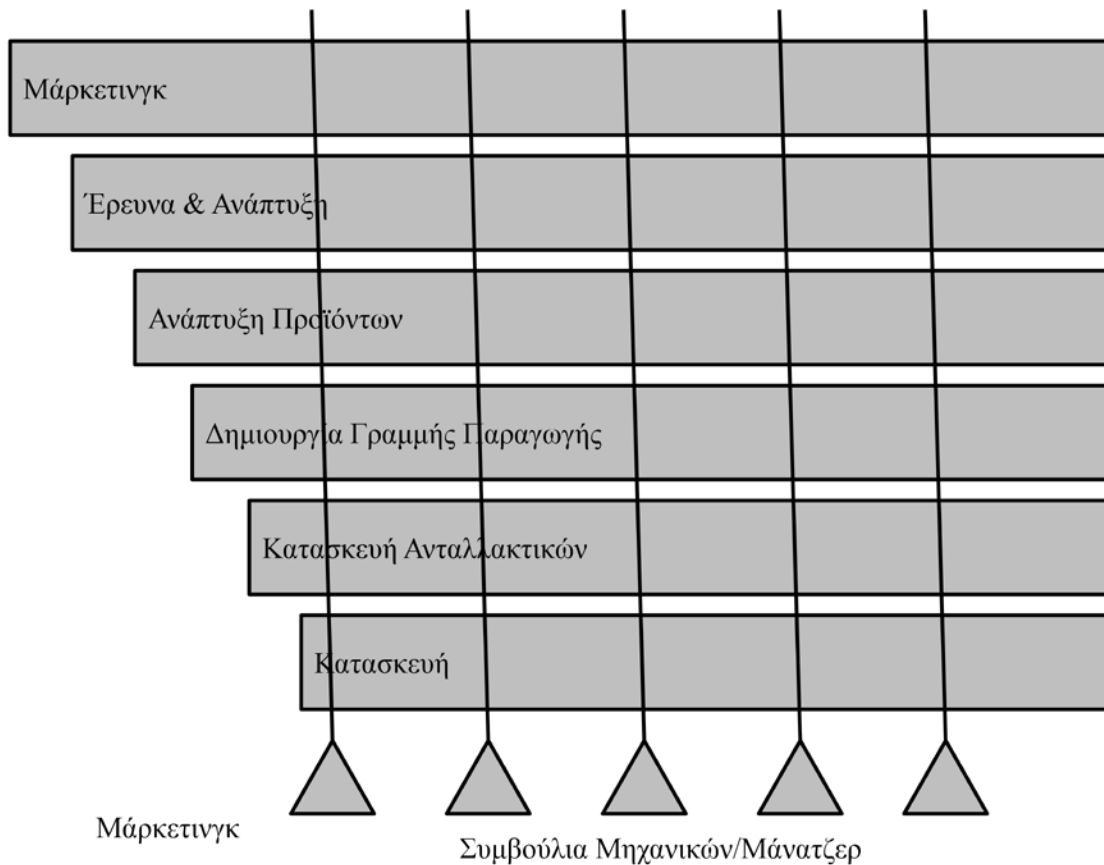 Μάρκετινγκ
Έρευνα & Ανάπτυξη
Ανάπτυξη Προϊόντων
Δημιουργία Γραμμής Παραγωγής
Κατασκευή Ανταλλακτικών
Κατασκευή
Μάρκετινγκ
Συμβούλια Μηχανικών/Μάνατζερ